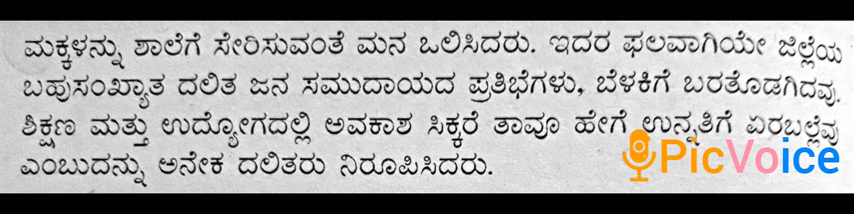 ಮಕ್ಕಳನ್ನು ಶಾಲೆಗೆ ಸೇರಿಸುವಂತೆ ಮನ ಒಲಿಸಿದರು. ಇದರ ಫಲವಾಗಿಯೇ ಜಿಲ್ಲೆಯ
ಬಹುಸಂಖ್ಯಾತ ದಲಿತ ಜನ ಸಮುದಾಯದ ಪ್ರತಿಭೆಗಳು, ಬೆಳಕಿಗೆ ಬರತೊಡಗಿದವು.
ಶಿಕ್ಷಣ ಮತ್ತು ಉದ್ಯೋಗದಲ್ಲಿ ಅವಕಾಶ ಸಿಕ್ಕರೆ ತಾವೂ ಹೇಗೆ ಉನ್ನತಿಗೆ ಏರಬಲ್ಲೆವು
ಎಂಬುದನ್ನು ಅನೇಕ ದಲಿತರು ನಿರೂಪಿಸಿದರು.
PicVoice